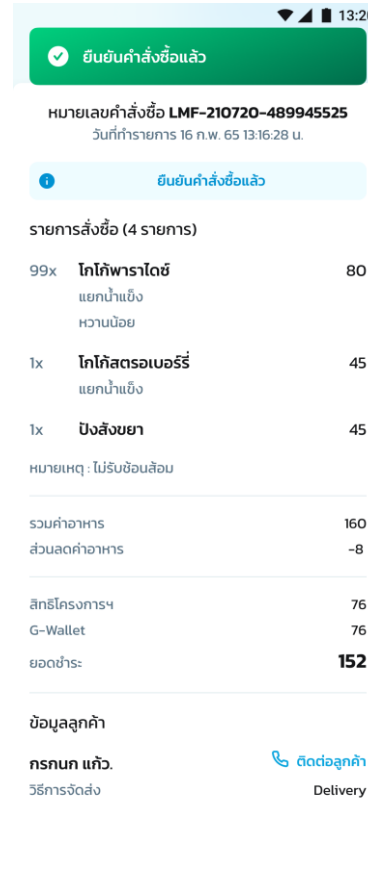 13:20
ยืนยันคำสั่งซื้อแล้ว
หมายเลขคำสั่งซื้อ LMF-210720-489945525
วันที่ทำรายการ 16 ก.พ. 65 13:16:28 น.
ยืนยันคำสั่งซื้อแล้ว
รายการสั่งซื้อ (4 รายการ)
99x โกโก้พาราไดซ์ 80
แยกน้ำแข็ง
หวานน้อย
1x โกโก้สตรอเบอร์รี่ 45
แยกน้ำแข็ง
1x ปังสังขยา 45
หมายเหตุ : ไม่รับช้อนส้อม
รวมค่าอาหาร 160
ส่วนลดค่าอาหาร -8
สิทธิโครงการฯ 76
G-Wallet 76
ยอดชำระ 152
ข้อมูลลูกค้า
กรกนก แก้ว. ติดต่อลูกค้า
วิธีการจัดส่ง Delivery